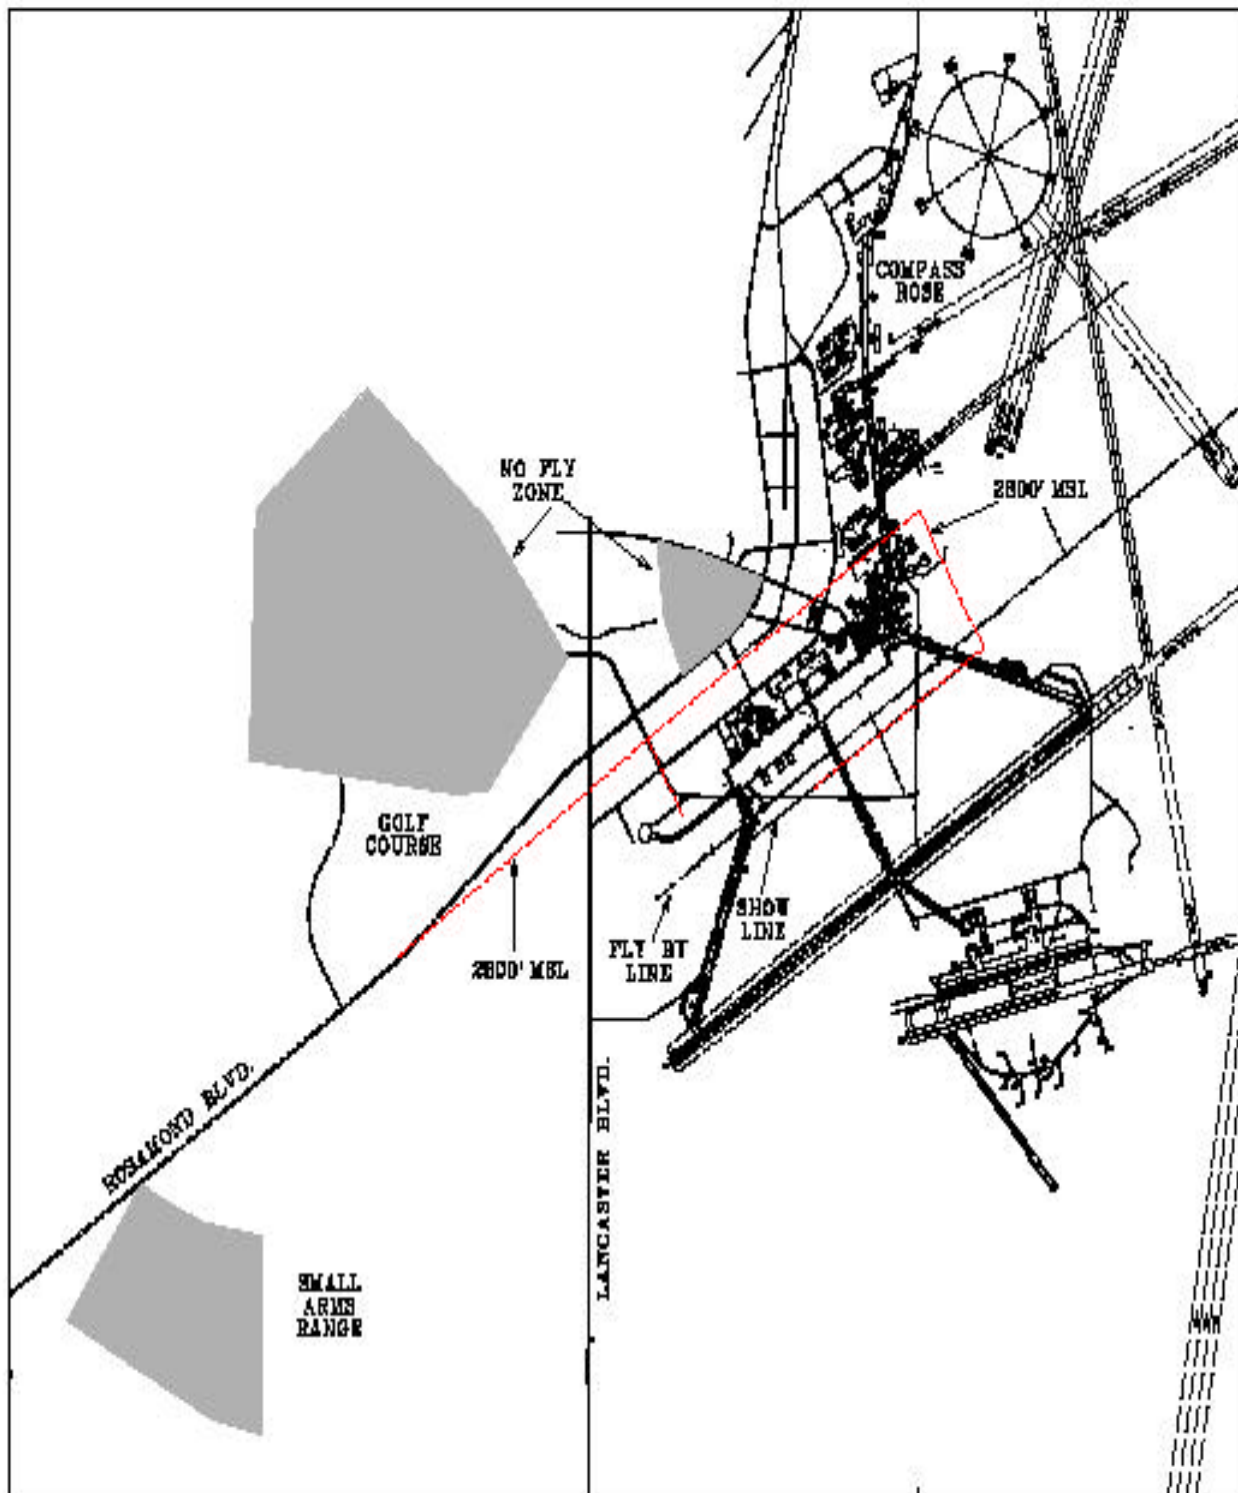 COMPASS
ROSE
NO FLY
ZONE
2800' MSL
GOLF
COURSE
SHOW
LINE
FLY BY
LINE
2800' MSL
ROSAMOND BLVD.
LANCASTER BLVD.
SMALL
ARMS
RANGE